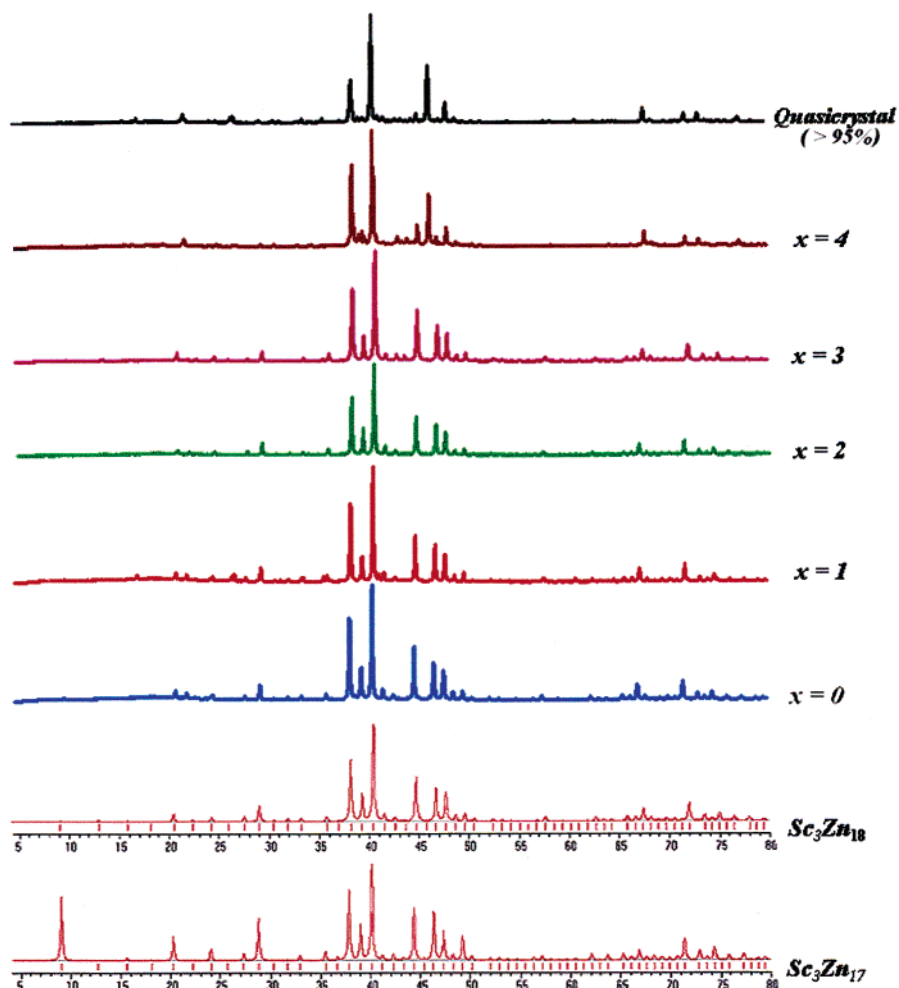 Quasicrystal
( > 95%)
x = 4
x = 3
x = 2
x = 1
x = 0
Sc₃Zn₁₈
5 10 15 20 25 30 35 40 45 50 55 60 65 70 75 80
Sc₃Zn₁₇
5 10 15 20 25 30 35 40 45 50 55 60 65 70 75 80